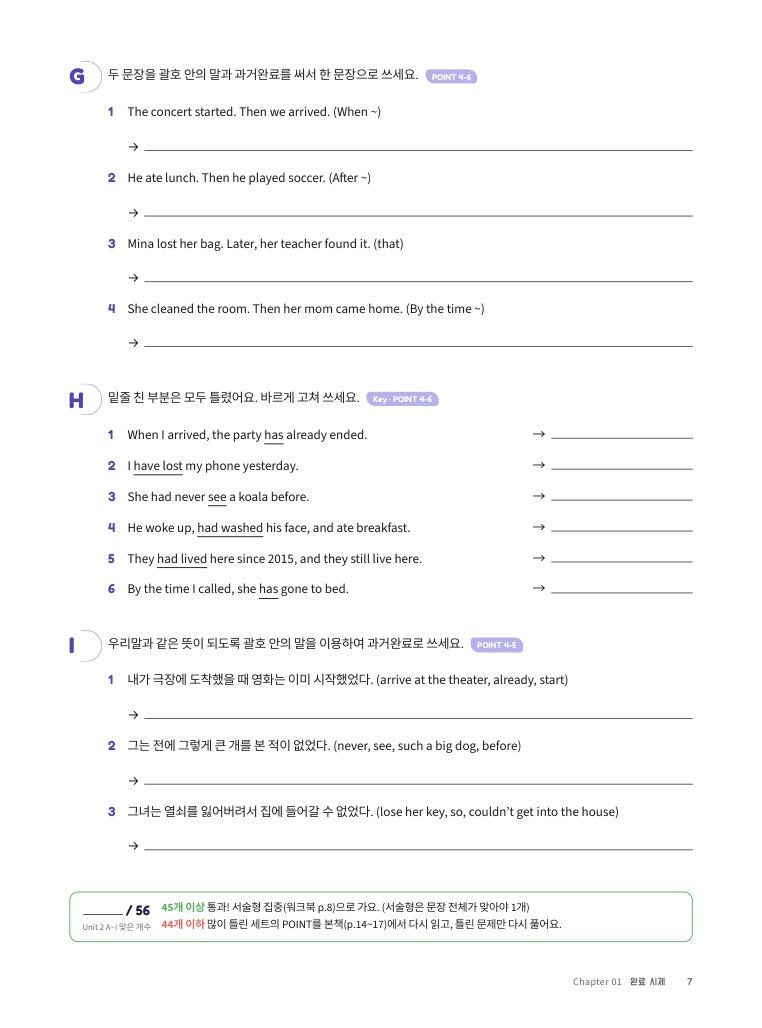 G 두 문장을 괄호 안의 말과 과거완료를 써서 한 문장으로 쓰세요. POINT 4-6
1 The concert started. Then we arrived. (When ~)
→
2 He ate lunch. Then he played soccer. (After ~)
→
3 Mina lost her bag. Later, her teacher found it. (that)
→
4 She cleaned the room. Then her mom came home. (By the time ~)
→
H 밑줄 친 부분은 모두 틀렸어요. 바르게 고쳐 쓰세요. Key · POINT 4-6
1 When I arrived, the party has already ended. →
2 I have lost my phone yesterday. →
3 She had never see a koala before. →
4 He woke up, had washed his face, and ate breakfast. →
5 They had lived here since 2015, and they still live here. →
6 By the time I called, she has gone to bed. →
I 우리말과 같은 뜻이 되도록 괄호 안의 말을 이용하여 과거완료로 쓰세요. POINT 4-5
1 내가 극장에 도착했을 때 영화는 이미 시작했었다. (arrive at the theater, already, start)
→
2 그는 전에 그렇게 큰 개를 본 적이 없었다. (never, see, such a big dog, before)
→
3 그녀는 열쇠를 잃어버려서 집에 들어갈 수 없었다. (lose her key, so, couldn't get into the house)
→
/ 56 45개 이상 통과! 서술형 집중(워크북 p.8)으로 가요. (서술형은 문장 전체가 맞아야 1개)
Unit 2 A~I 맞은 개수 44개 이하 많이 틀린 세트의 POINT를 본책(p.14~17)에서 다시 읽고, 틀린 문제만 다시 풀어요.
Chapter 01 완료 시제 7